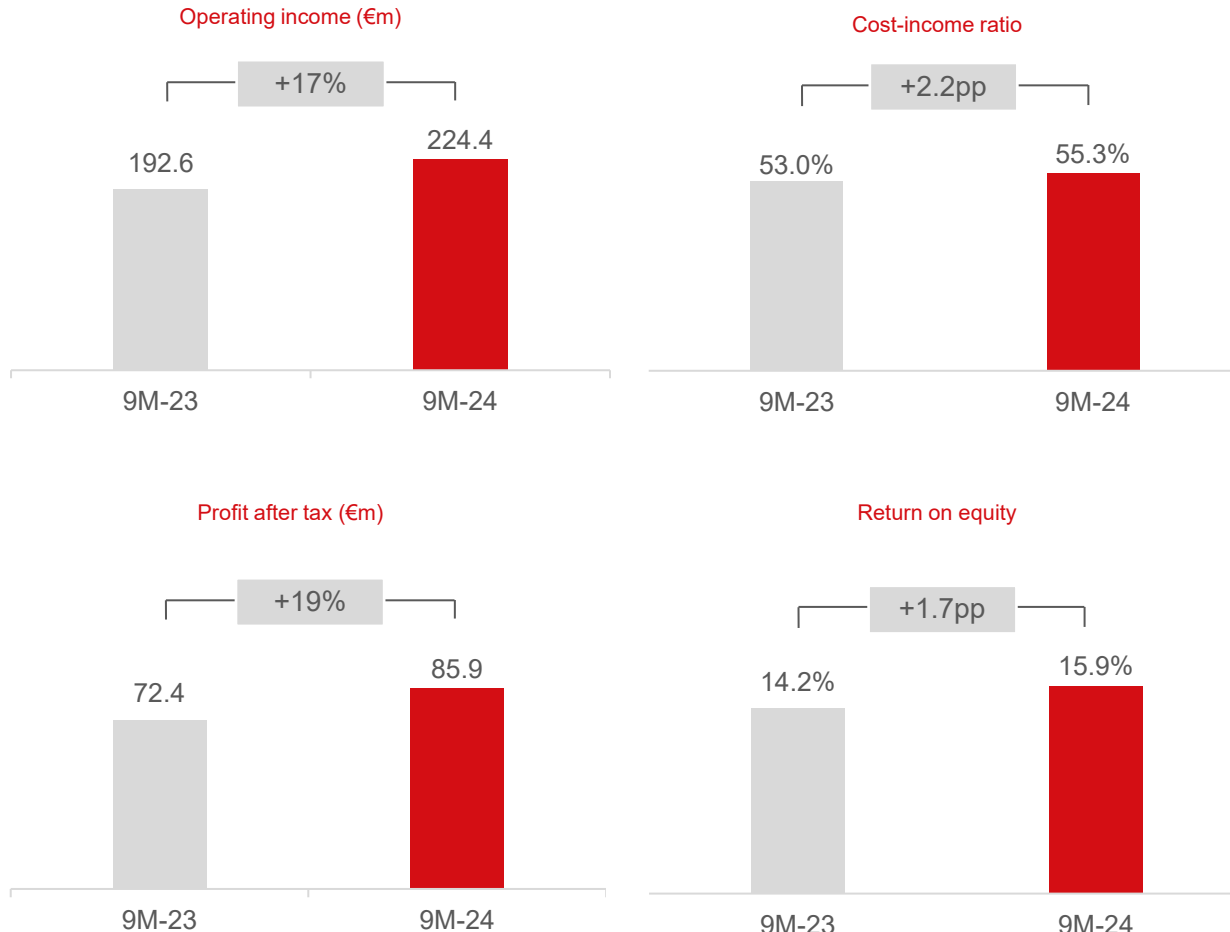 Operating income (€m)
+17%
192.6
224.4
9M-23
9M-24
Cost-income ratio
+2.2pp
53.0%
55.3%
9M-23
9M-24
Profit after tax (€m)
+19%
72.4
85.9
9M-23
9M-24
Return on equity
+1.7pp
14.2%
15.9%
9M-23
9M-24